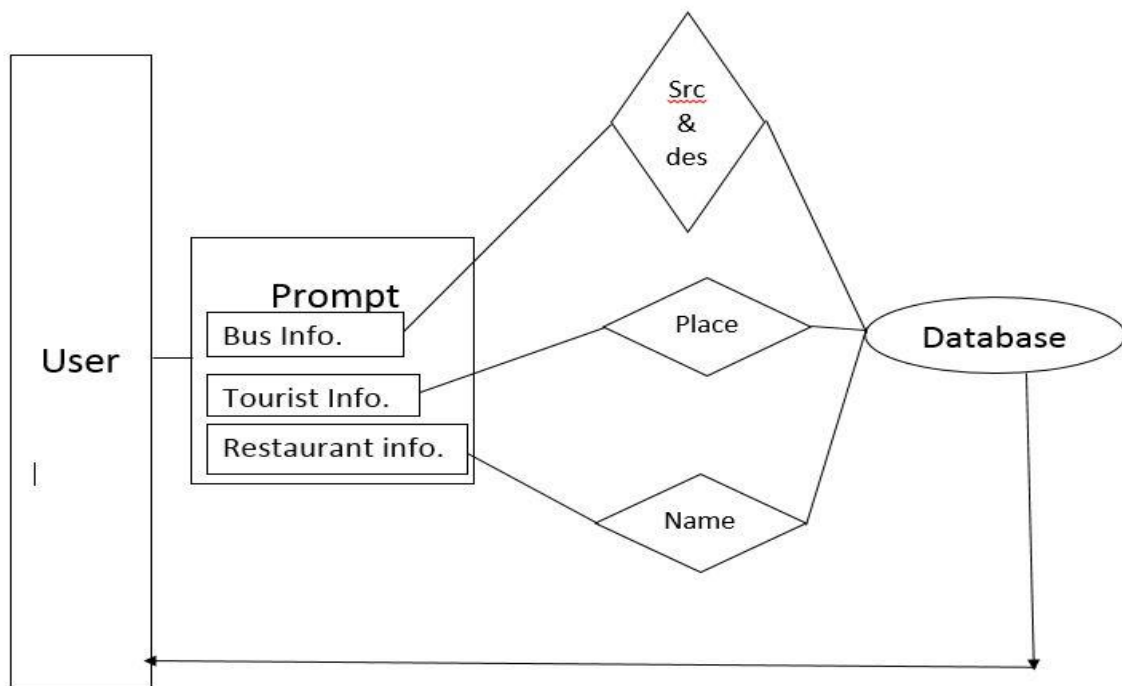 User
Prompt
Bus Info.
Tourist Info.
Restaurant info.
Src
&
des
Place
Name
Database